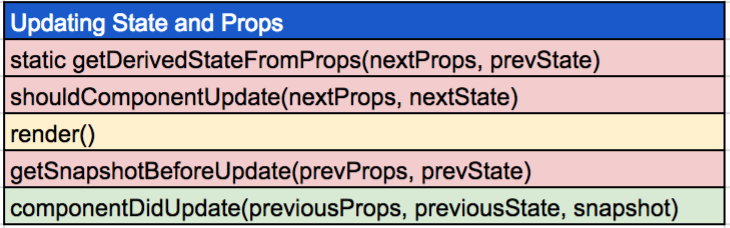 Updating State and Props
static getDerivedStateFromProps(nextProps, prevState)
shouldComponentUpdate(nextProps, nextState)
render()
getSnapshotBeforeUpdate(prevProps, prevState)
componentDidUpdate(previousProps, previousState, snapshot)